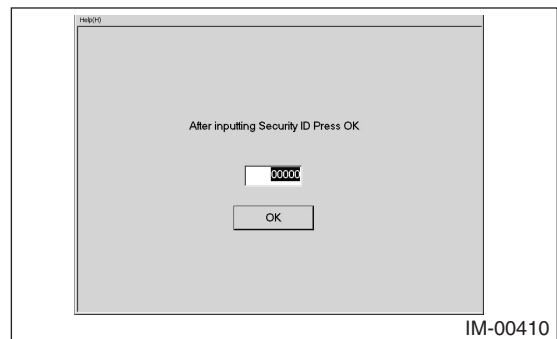 Help(H)
After inputting Security ID Press OK
00000
OK
IM-00410